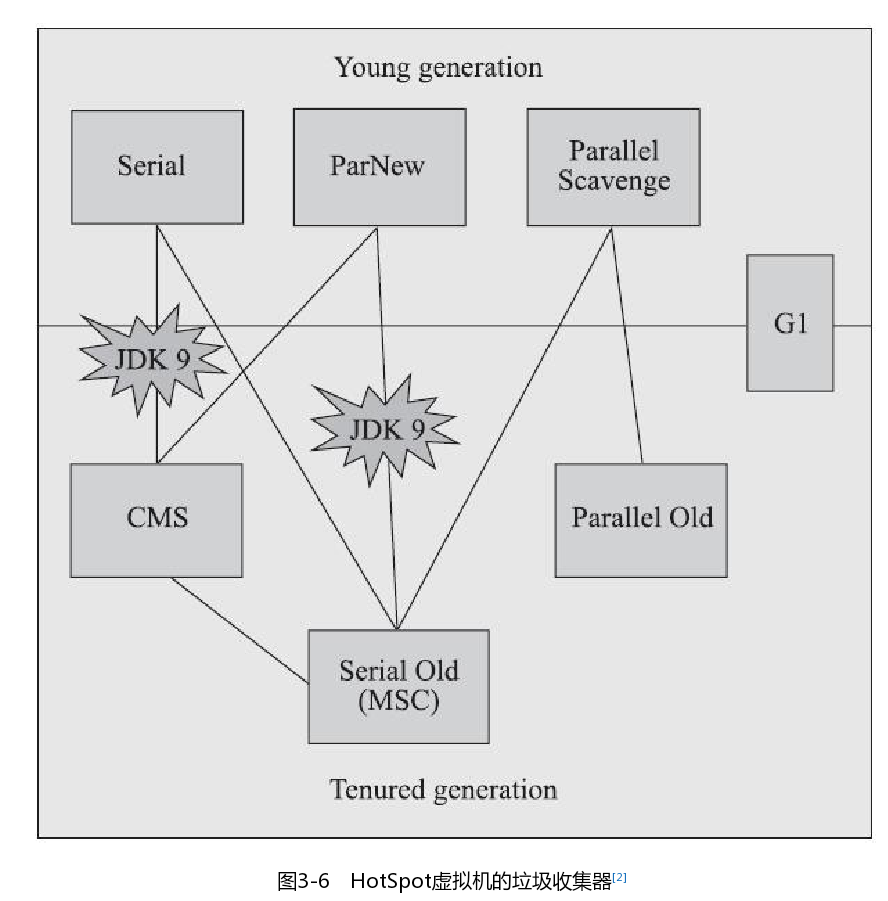 Young generation
Serial
ParNew
Parallel
Scavenge
G1
JDK 9
JDK 9
CMS
Parallel Old
Serial Old
(MSC)
Tenured generation
图3-6 HotSpot虚拟机的垃圾收集器[2]